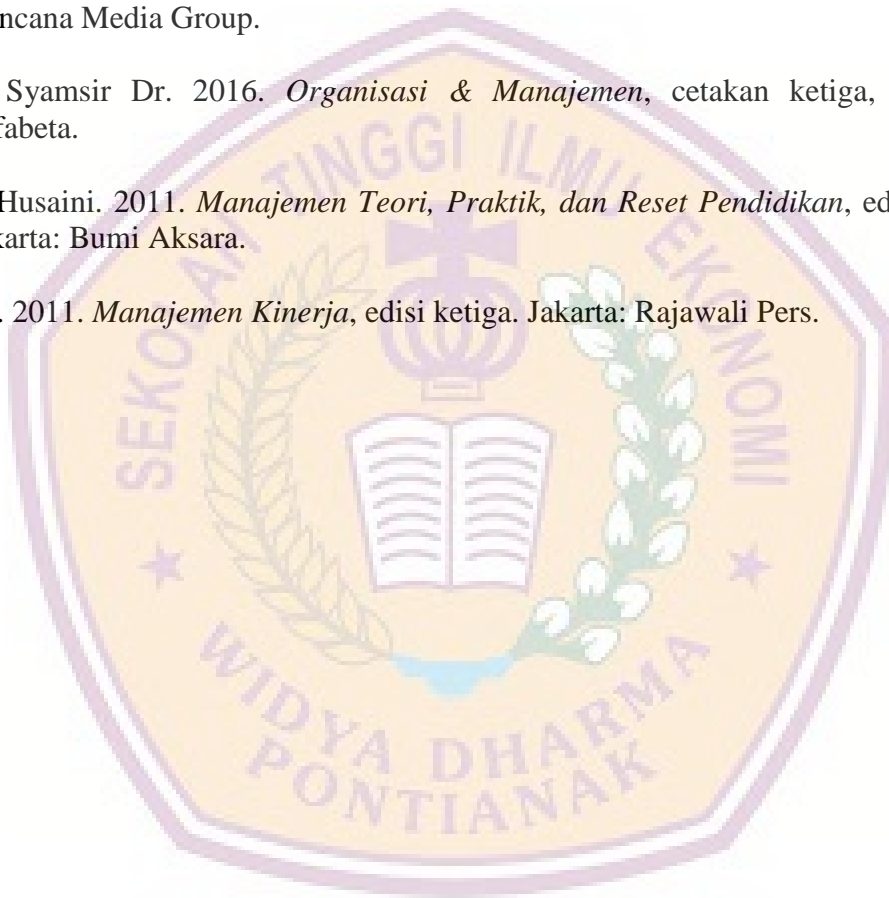 ncana Media Group.
Syamsir Dr. 2016. Organisasi & Manajemen, cetakan ketiga,
fabeta.
Husaini. 2011. Manajemen Teori, Praktik, dan Reset Pendidikan, ed
karta: Bumi Aksara.
. 2011. Manajemen Kinerja, edisi ketiga. Jakarta: Rajawali Pers.
SEKOLAH TINGGI ILMU EKONOMI
WIDYA DHARMA
PONTIANAK